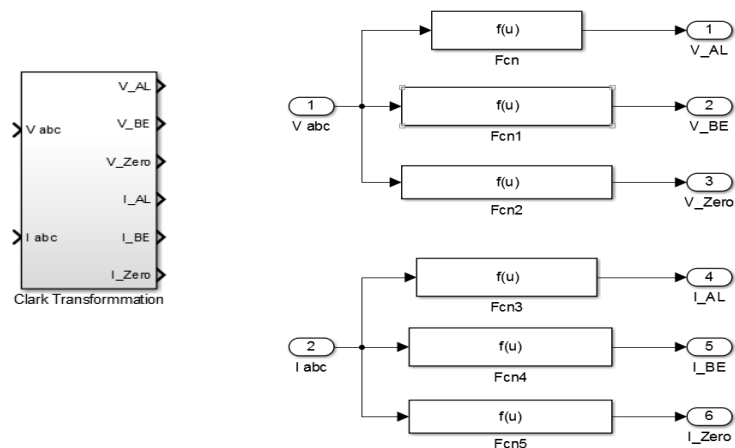 V abc
I abc
V_AL
V_BE
V_Zero
I_AL
I_BE
I_Zero
Clark Transformmation
1
V abc
f(u)
Fcn
1
V_AL
f(u)
Fcn1
2
V_BE
f(u)
Fcn2
3
V_Zero
2
I abc
f(u)
Fcn3
4
I_AL
f(u)
Fcn4
5
I_BE
f(u)
Fcn5
6
I_Zero